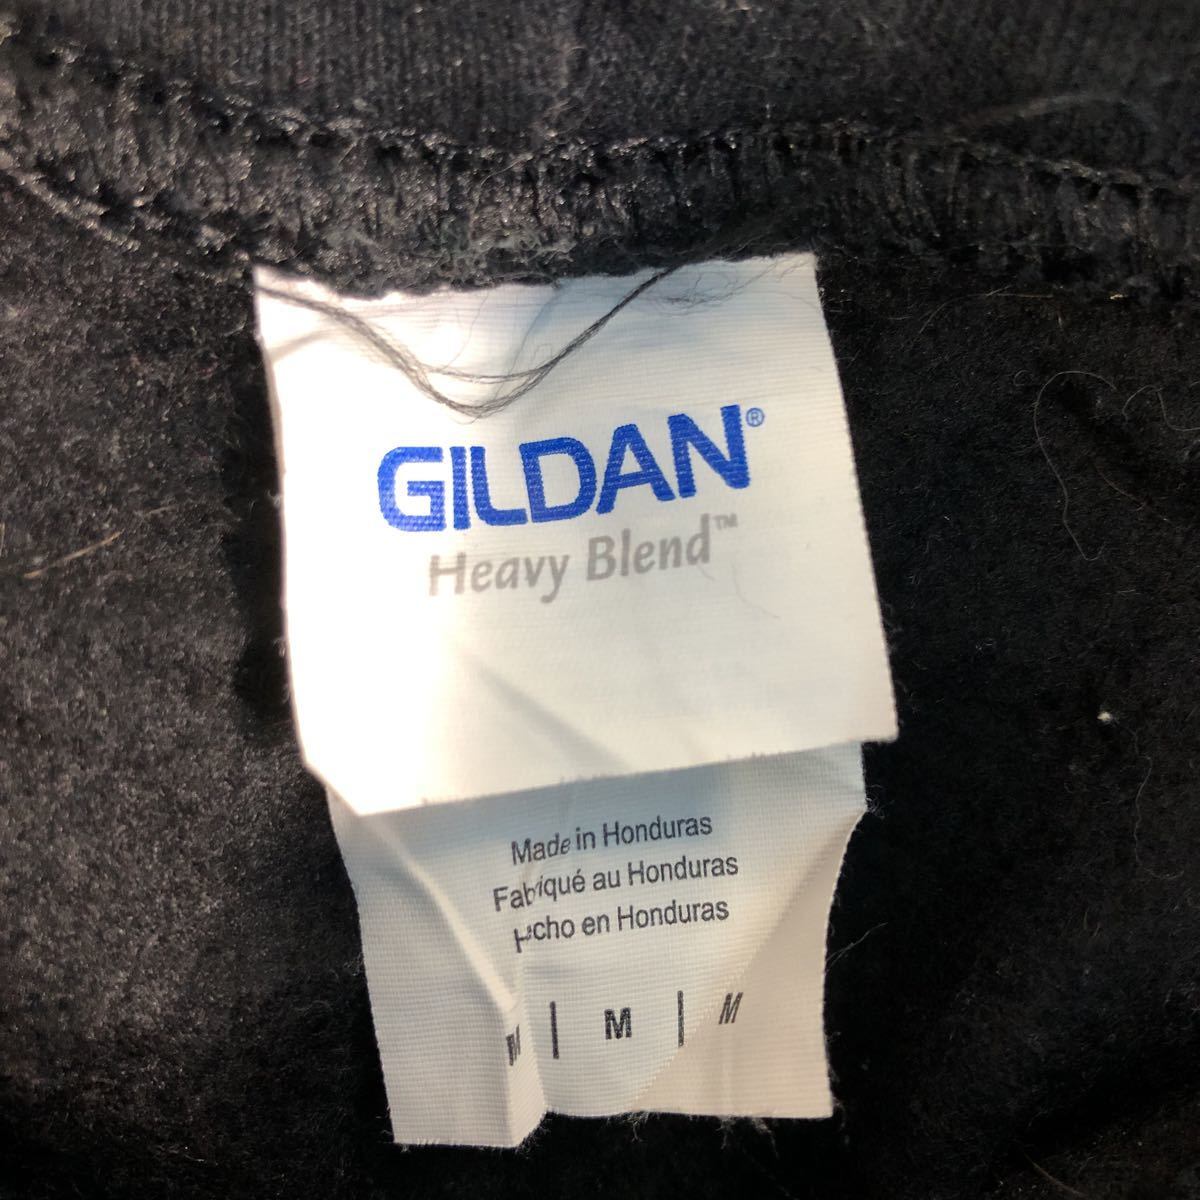 GILDAN®
Heavy Blend™
Made in Honduras
Fabriqué au Honduras
Hecho en Honduras
M | M | M